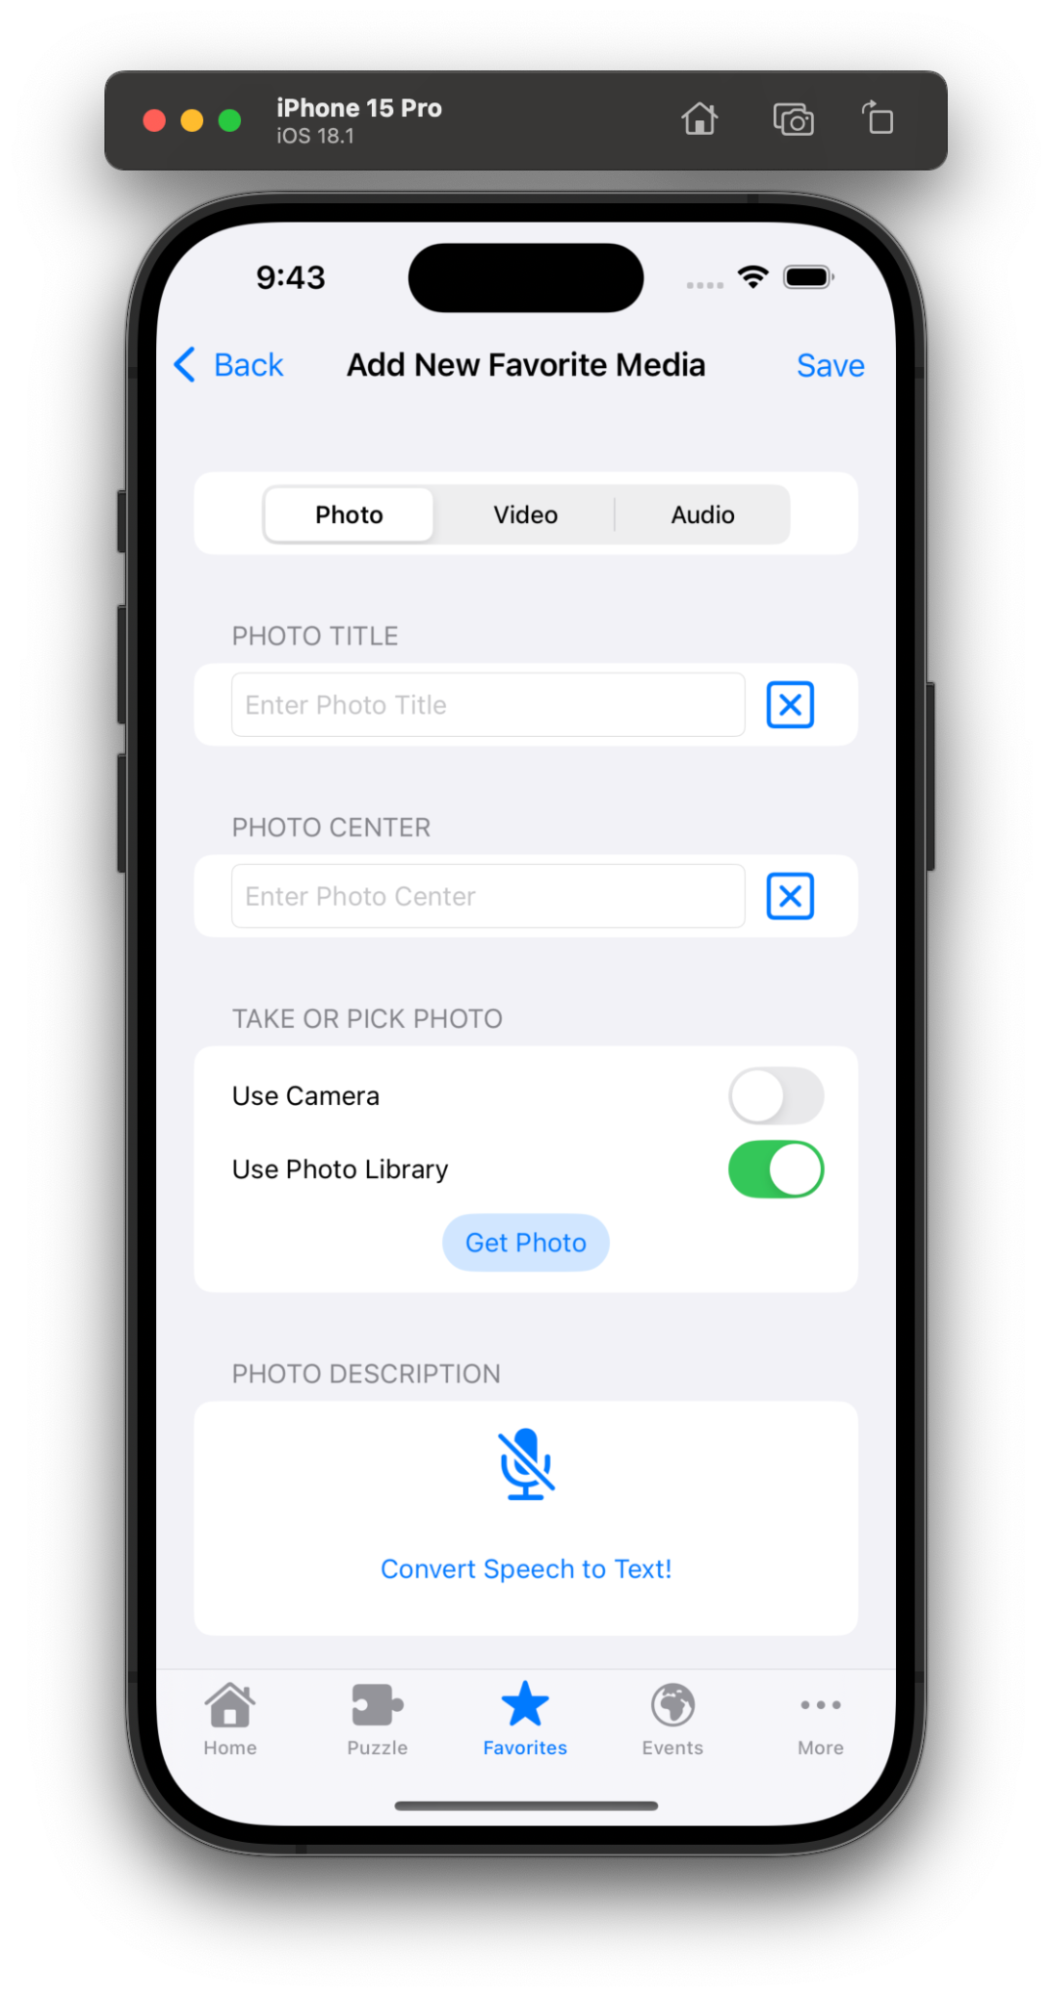 iPhone 15 Pro
iOS 18.1
9:43
Back Add New Favorite Media Save
Photo Video Audio
PHOTO TITLE
Enter Photo Title
PHOTO CENTER
Enter Photo Center
TAKE OR PICK PHOTO
Use Camera
Use Photo Library
Get Photo
PHOTO DESCRIPTION
Convert Speech to Text!
Home Puzzle Favorites Events More